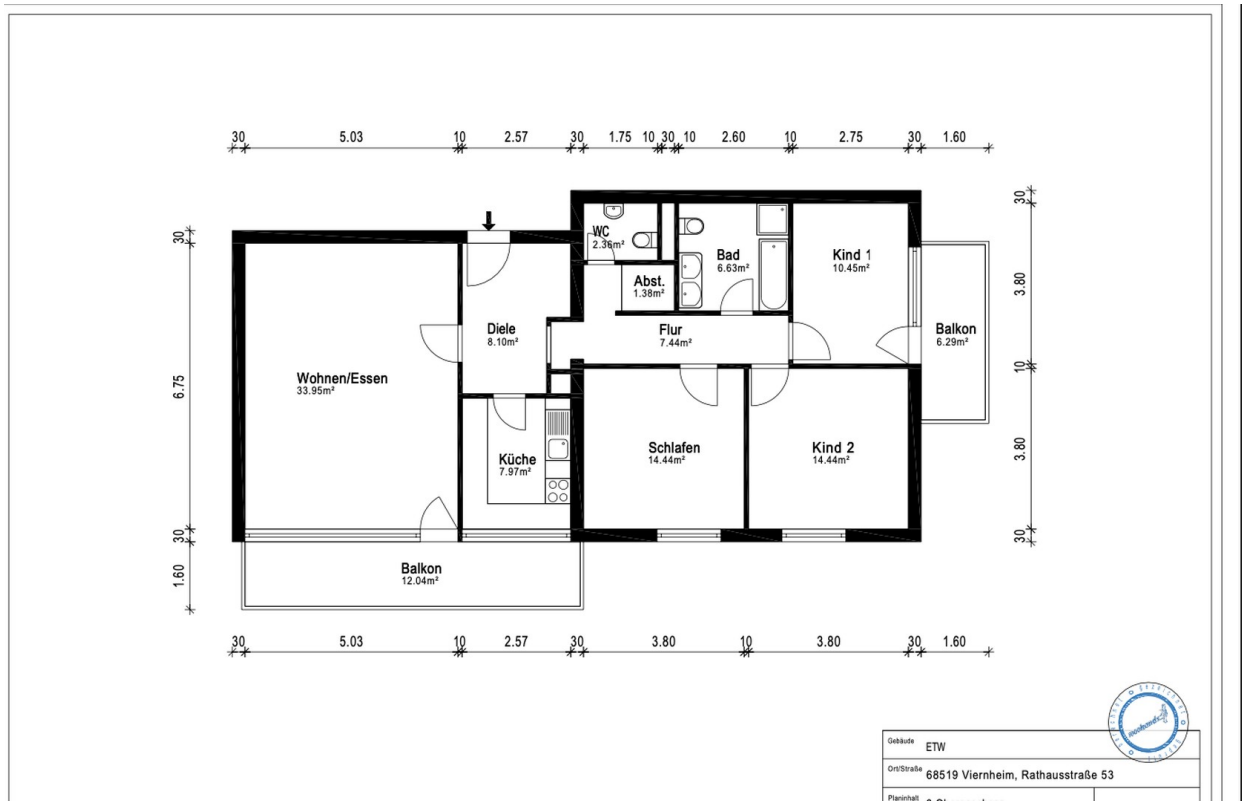 30 5.03 10 2.57 30 1.75 10 30 10 2.60 10 2.75 30 1.60
30
6.75
30
1.60
WC
2.36m²
Bad
6.63m²
Kind 1
10.45m²
Abst.
1.38m²
Diele
8.10m²
Flur
7.44m²
Balkon
6.29m²
Wohnen/Essen
33.95m²
Küche
7.97m²
Schlafen
14.44m²
Kind 2
14.44m²
Balkon
12.04m²
30
3.80
10
3.80
30
30 5.03 10 2.57 30 3.80 10 3.80 30 1.60
Gebäude ETW
Ort/Straße 68519 Viernheim, Rathausstraße 53
Planinhalt